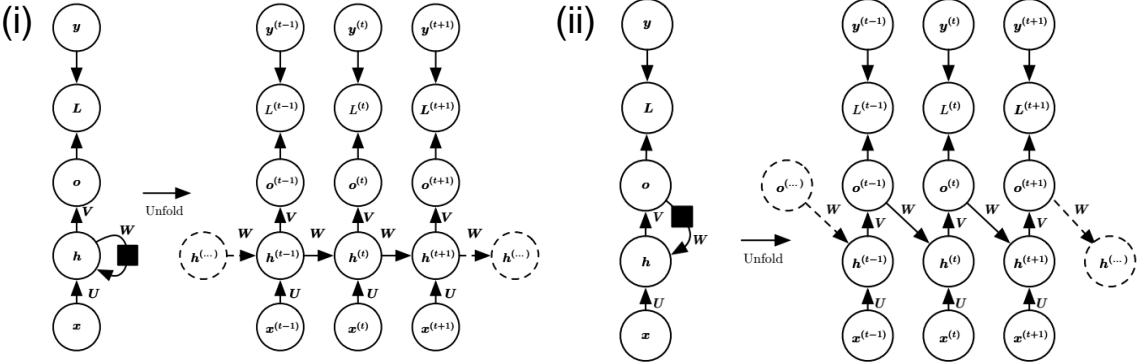 (i)
(ii)
y y^(t-1) y^(t) y^(t+1)
L L^(t-1) L^(t) L^(t+1)
o o^(t-1) o^(t) o^(t+1)
Unfold
V V V V
W W W W W
h h^(...) h^(t-1) h^(t) h^(t+1) h^(...)
U U U U
x x^(t-1) x^(t) x^(t+1)
y y^(t-1) y^(t) y^(t+1)
L L^(t-1) L^(t) L^(t+1)
o o^(...) o^(t-1) o^(t) o^(t+1)
V W W W W
W V V V
Unfold
h h^(t-1) h^(t) h^(t+1) h^(...)
U U U U
x x^(t-1) x^(t) x^(t+1)